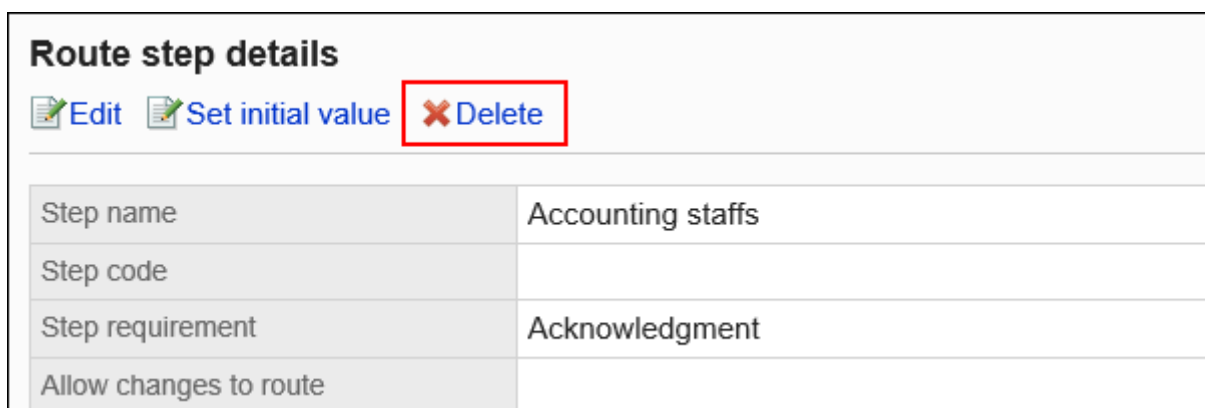 Route step details
Edit Set initial value Delete
Step name Accounting staffs
Step code
Step requirement Acknowledgment
Allow changes to route